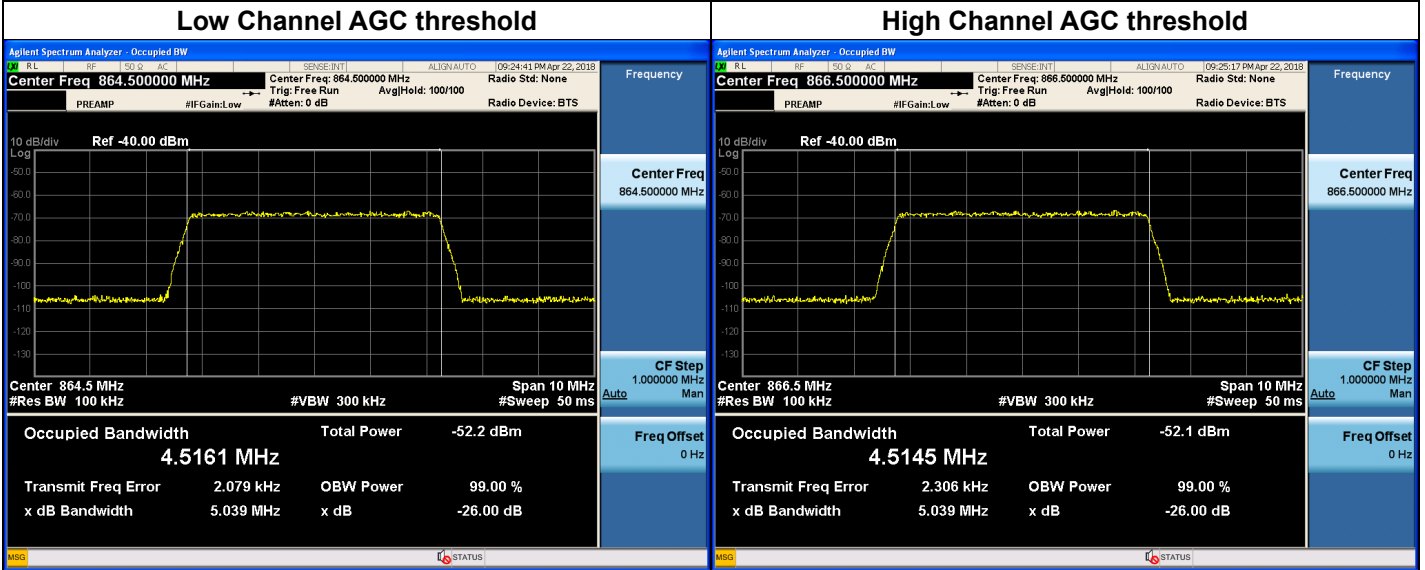 Low Channel AGC threshold
Agilent Spectrum Analyzer - Occupied BW
RL RF 50 Ω AC SENSE:INT ALIGN AUTO 09:24:41 PM Apr 22, 2018
Center Freq 864.500000 MHz
Center Freq: 864.500000 MHz
Radio Std: None
Trig: Free Run Avg|Hold: 100/100
PREAMP #IFGain:Low #Atten: 0 dB Radio Device: BTS
10 dB/div Ref -40.00 dBm
Log
-50.0
-60.0
-70.0
-80.0
-90.0
-100
-110
-120
-130
Center 864.5 MHz Span 10 MHz
#Res BW 100 kHz #VBW 300 kHz #Sweep 50 ms
Occupied Bandwidth Total Power -52.2 dBm
4.5161 MHz
Transmit Freq Error 2.079 kHz OBW Power 99.00 %
x dB Bandwidth 5.039 MHz x dB -26.00 dB
MSG STATUS
Frequency
Center Freq
864.500000 MHz
CF Step
1.000000 MHz
Auto Man
Freq Offset
0 Hz
High Channel AGC threshold
Agilent Spectrum Analyzer - Occupied BW
RL RF 50 Ω AC SENSE:INT ALIGN AUTO 09:25:17 PM Apr 22, 2018
Center Freq 866.500000 MHz
Center Freq: 866.500000 MHz
Radio Std: None
Trig: Free Run Avg|Hold: 100/100
PREAMP #IFGain:Low #Atten: 0 dB Radio Device: BTS
10 dB/div Ref -40.00 dBm
Log
-50.0
-60.0
-70.0
-80.0
-90.0
-100
-110
-120
-130
Center 866.5 MHz Span 10 MHz
#Res BW 100 kHz #VBW 300 kHz #Sweep 50 ms
Occupied Bandwidth Total Power -52.1 dBm
4.5145 MHz
Transmit Freq Error 2.306 kHz OBW Power 99.00 %
x dB Bandwidth 5.039 MHz x dB -26.00 dB
MSG STATUS
Frequency
Center Freq
866.500000 MHz
CF Step
1.000000 MHz
Auto Man
Freq Offset
0 Hz